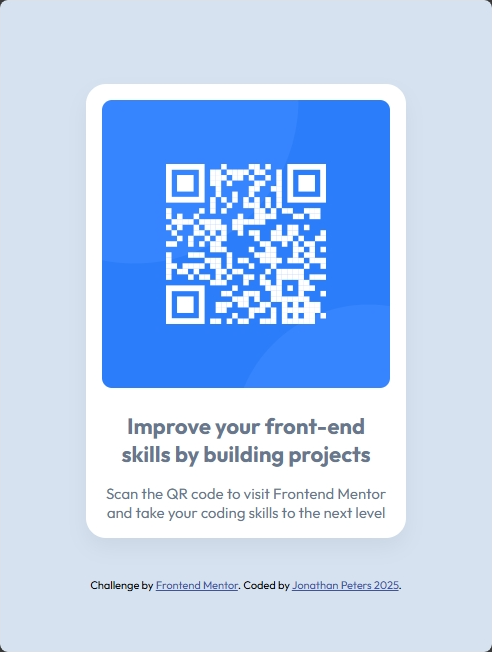 Improve your front-end
skills by building projects
Scan the QR code to visit Frontend Mentor
and take your coding skills to the next level
Challenge by Frontend Mentor. Coded by Jonathan Peters 2025.